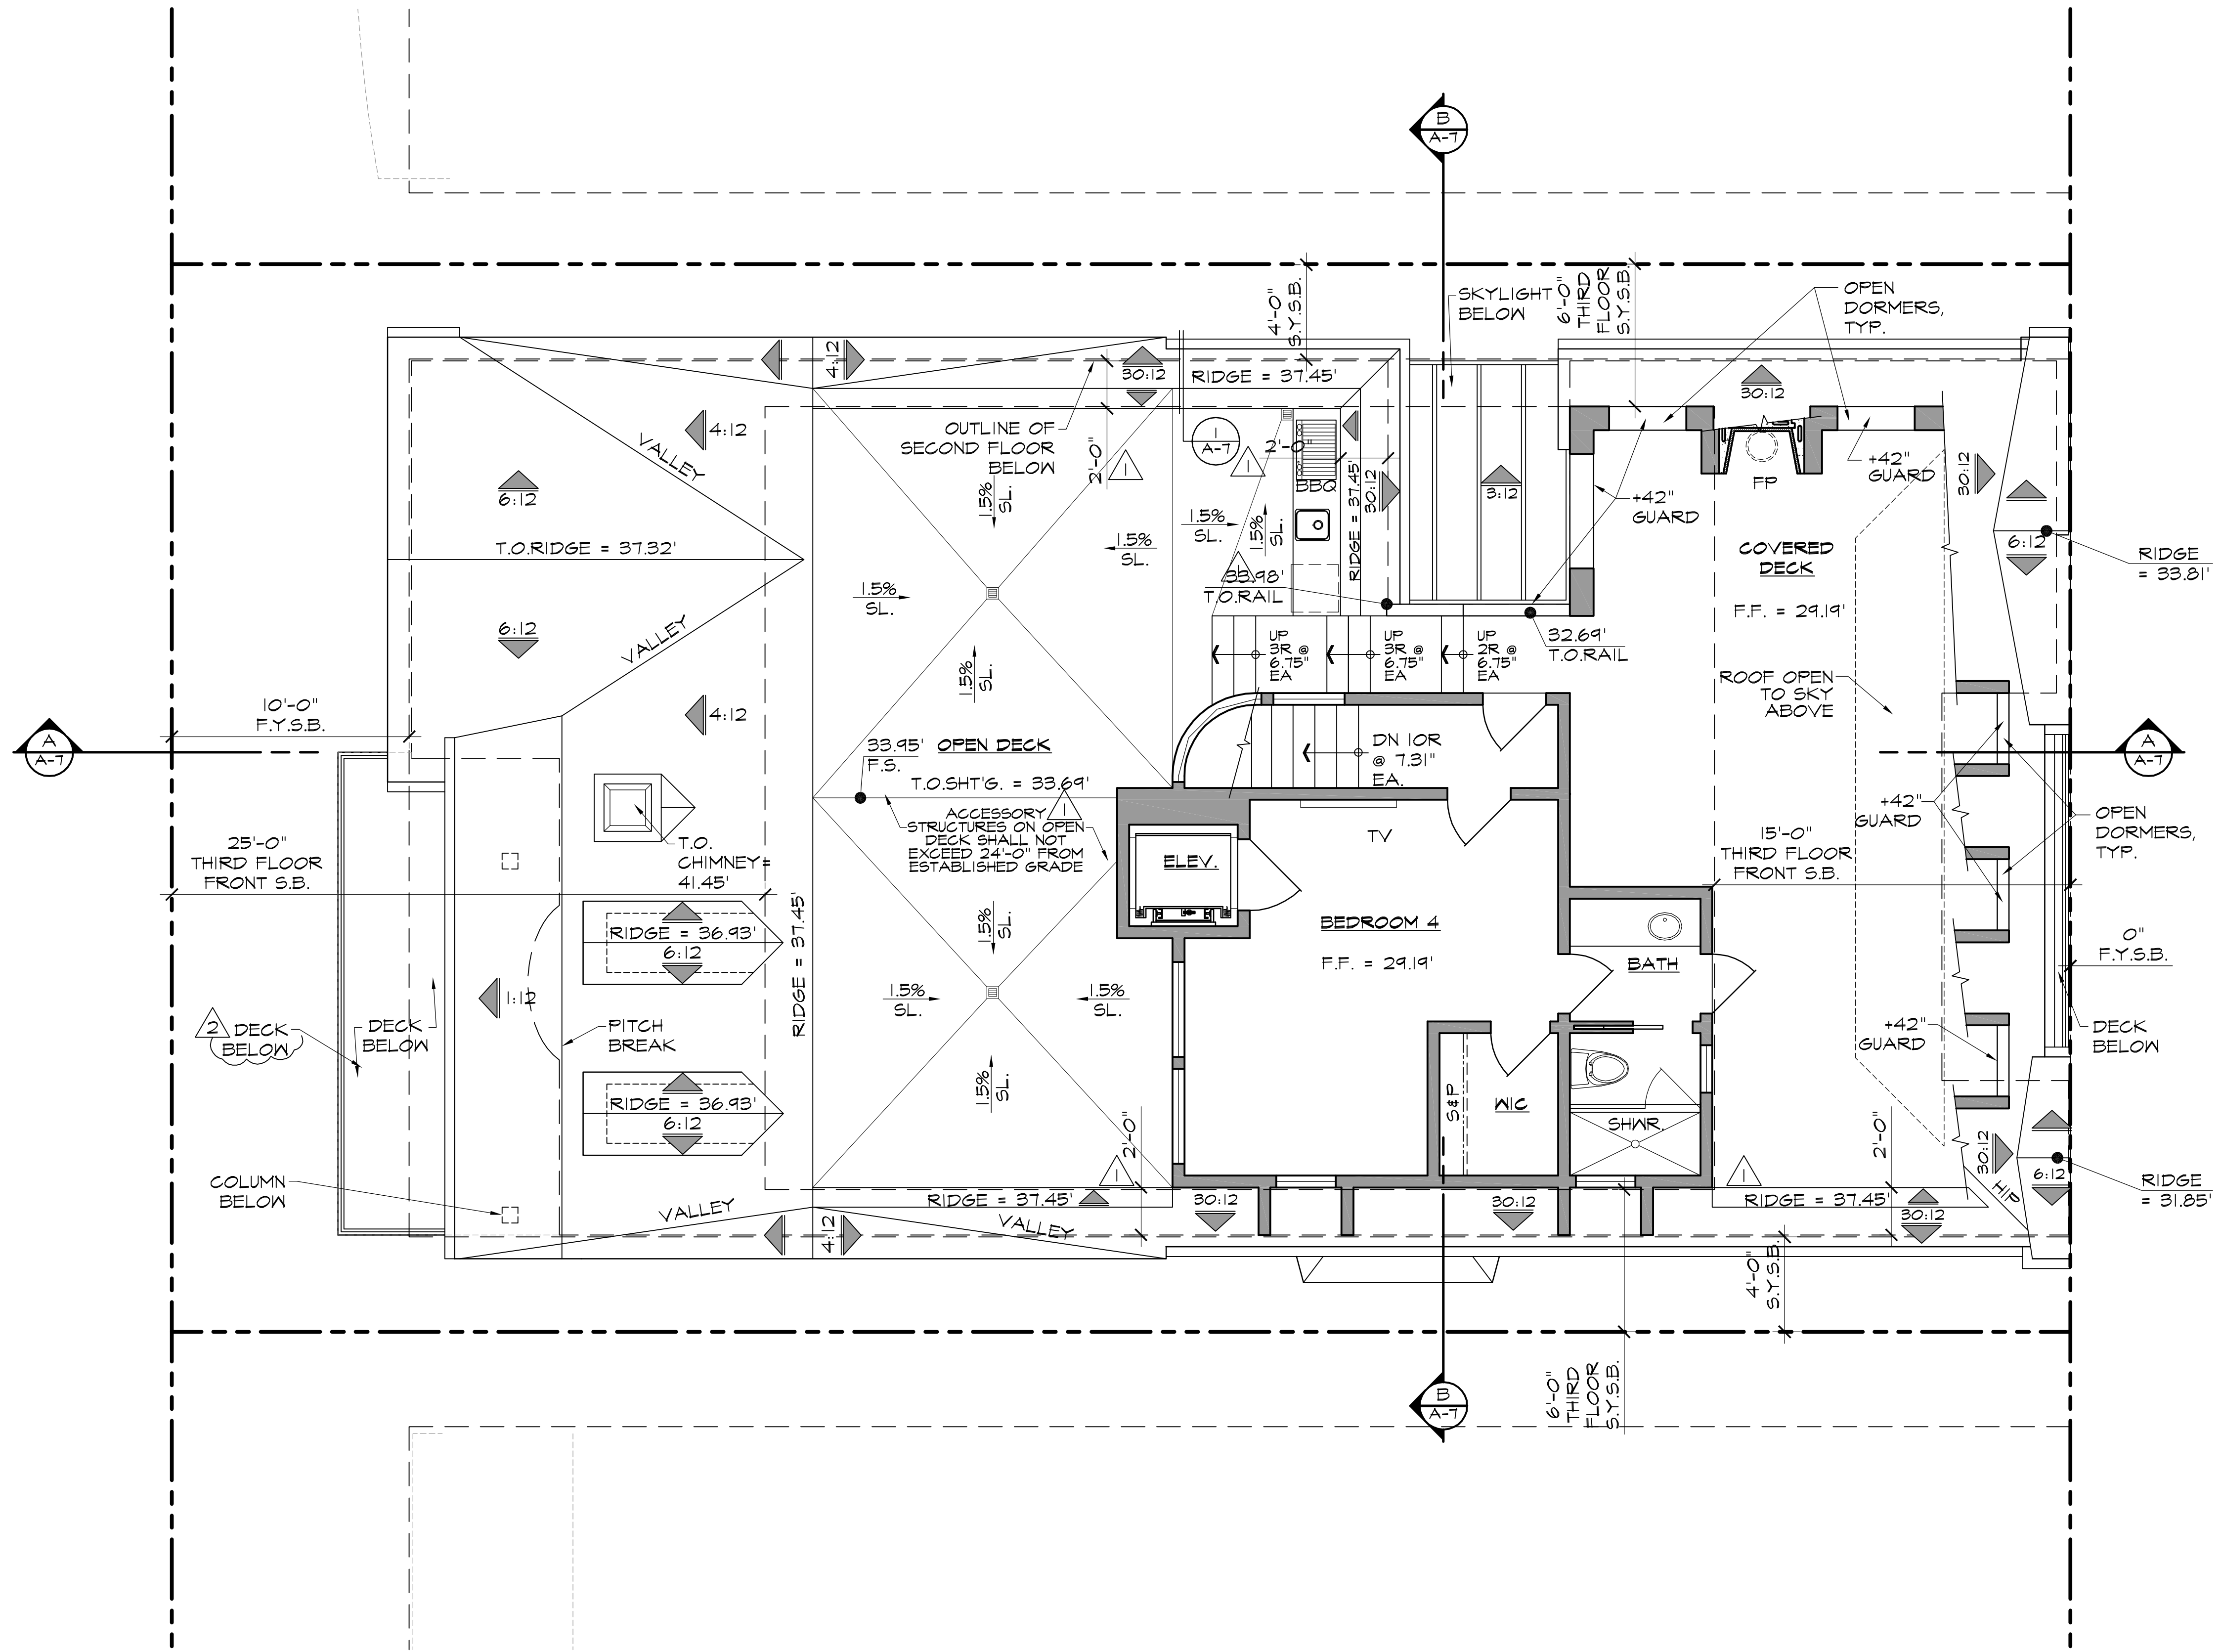 B
A-7
4'-0"
S.Y.S.B.
SKYLIGHT
BELOW
6'-0"
THIRD
FLOOR
S.Y.S.B.
OPEN
DORMERS,
TYP.
4:12
30:12
RIDGE = 37.45'
30:12
4:12
VALLEY
OUTLINE OF
SECOND FLOOR
BELOW
2'-0"
1
1
A-7
1
2'-0"
BBQ
30:12
RIDGE = 37.45'
3:12
+42"
GUARD
FP
+42"
GUARD
30:12
6:12
1.5%
SL.
1.5%
SL.
1.5%
SL.
1.5%
SL.
T.O.RIDGE = 37.32'
COVERED
DECK
F.F. = 29.19'
6:12
RIDGE
= 33.81'
1.5%
SL.
1
33.98'
T.O.RAIL
6:12
VALLEY
1.5%
SL.
UP
3R @
6.75"
EA
UP
3R @
6.75"
EA
UP
2R @
6.75"
EA
32.69'
T.O.RAIL
ROOF OPEN
TO SKY
ABOVE
10'-0"
F.Y.S.B.
4:12
A
A-7
33.95'
F.S.
OPEN DECK
T.O.SHT'G. = 33.69'
DN 10R
@ 7.31"
EA.
A
A-7
ACCESSORY
1
STRUCTURES ON OPEN
DECK SHALL NOT
EXCEED 24'-0" FROM
ESTABLISHED GRADE
TV
+42"
GUARD
OPEN
DORMERS,
TYP.
25'-0"
THIRD FLOOR
FRONT S.B.
T.O.
CHIMNEY=
41.45'
ELEV.
15'-0"
THIRD FLOOR
FRONT S.B.
RIDGE = 36.93'
6:12
RIDGE = 37.45'
1.5%
SL.
BEDROOM 4
F.F. = 29.19'
BATH
0"
F.Y.S.B.
1:12
1.5%
SL.
1.5%
SL.
2
DECK
BELOW
DECK
BELOW
PITCH
BREAK
+42"
GUARD
DECK
BELOW
RIDGE = 36.93'
6:12
1.5%
SL.
S&P
WIC
SHWR.
2'-0"
1
2'-0"
1
30:12
6:12
RIDGE
= 31.85'
COLUMN
BELOW
VALLEY
4:12
RIDGE = 37.45'
VALLEY
30:12
30:12
RIDGE = 37.45'
30:12
HIP
4'-0"
S.Y.S.B.
6'-0"
THIRD
FLOOR
S.Y.S.B.
B
A-7